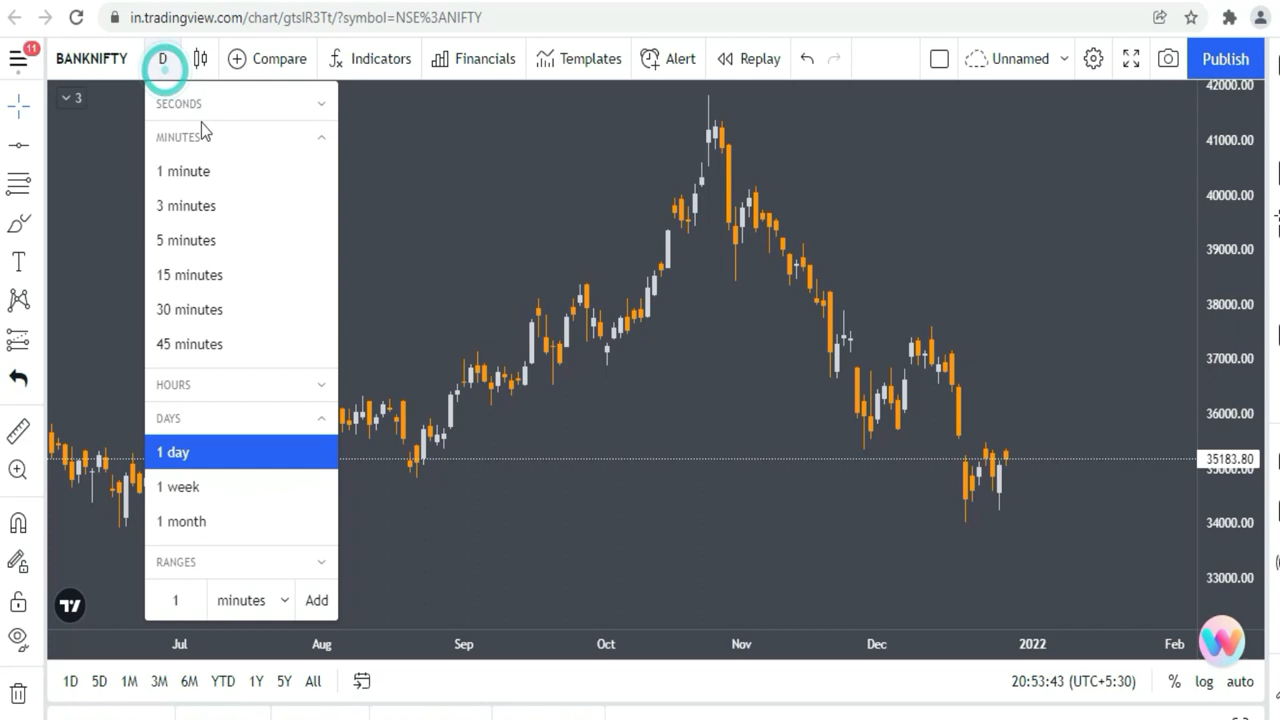 in.tradingview.com/chart/gtsIR3Tt/?symbol=NSE%3ANIFTY
11
BANKNIFTY
D
Compare
Indicators
Financials
Templates
Alert
Replay
Unnamed
Publish
3
SECONDS
MINUTES
1 minute
3 minutes
5 minutes
15 minutes
30 minutes
45 minutes
HOURS
DAYS
1 day
1 week
1 month
RANGES
1 minutes Add
42000.00
41000.00
40000.00
39000.00
38000.00
37000.00
36000.00
35183.80
35000.00
34000.00
33000.00
Jul Aug Sep Oct Nov Dec 2022 Feb
1D 5D 1M 3M 6M YTD 1Y 5Y All
20:53:43 (UTC+5:30) % log auto